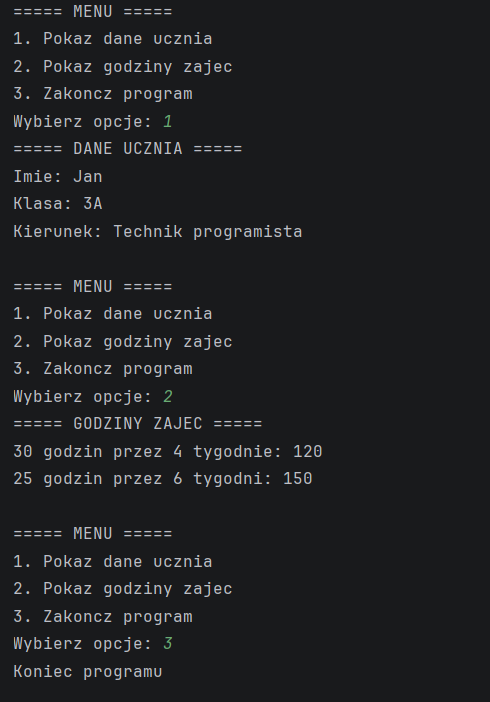 ===== MENU =====
1. Pokaz dane ucznia
2. Pokaz godziny zajec
3. Zakoncz program
Wybierz opcje: 1
===== DANE UCZNIA =====
Imie: Jan
Klasa: 3A
Kierunek: Technik programista
===== MENU =====
1. Pokaz dane ucznia
2. Pokaz godziny zajec
3. Zakoncz program
Wybierz opcje: 2
===== GODZINY ZAJEC =====
30 godzin przez 4 tygodnie: 120
25 godzin przez 6 tygodni: 150
===== MENU =====
1. Pokaz dane ucznia
2. Pokaz godziny zajec
3. Zakoncz program
Wybierz opcje: 3
Koniec programu